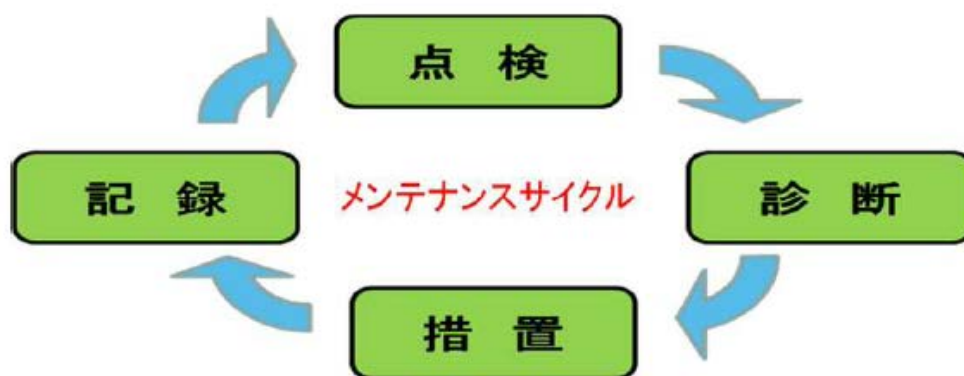 点 検
記 録
メンテナンスサイクル
診 断
措 置